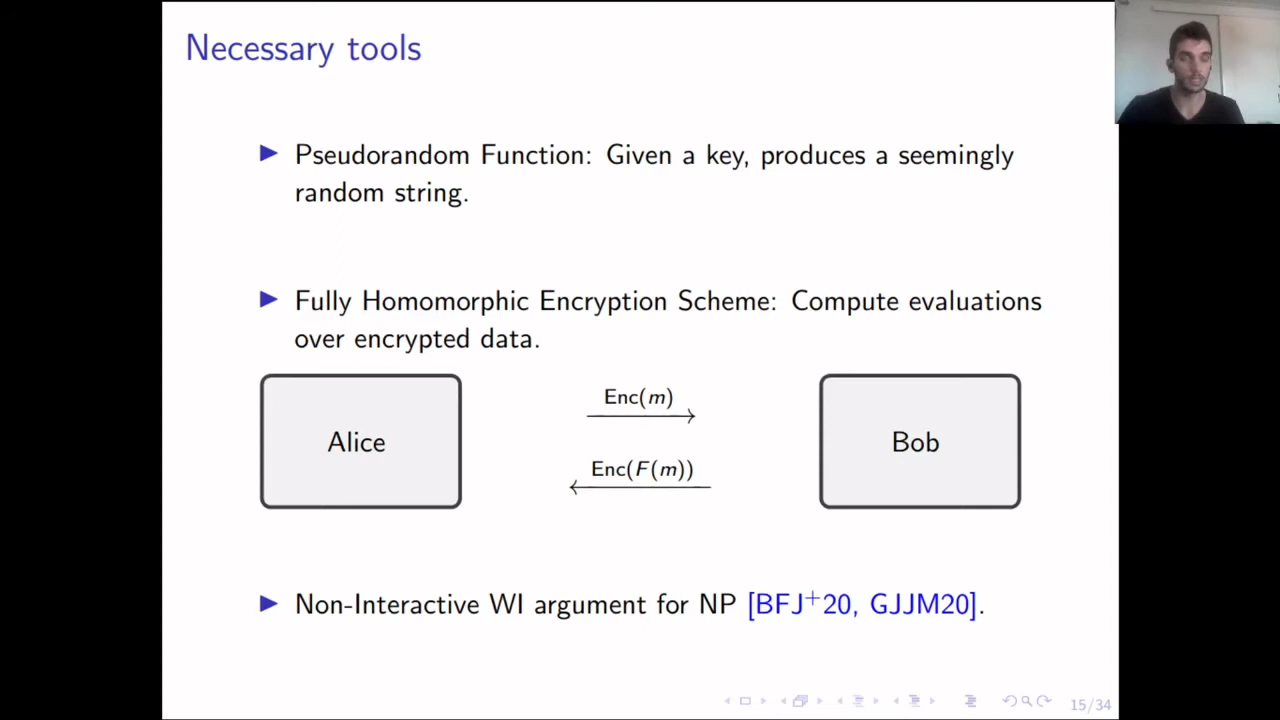 Necessary tools
Pseudorandom Function: Given a key, produces a seemingly
random string.
Fully Homomorphic Encryption Scheme: Compute evaluations
over encrypted data.
Alice
Enc(m)
Enc(F(m))
Bob
Non-Interactive WI argument for NP [BFJ+20, GJJM20].
15/34